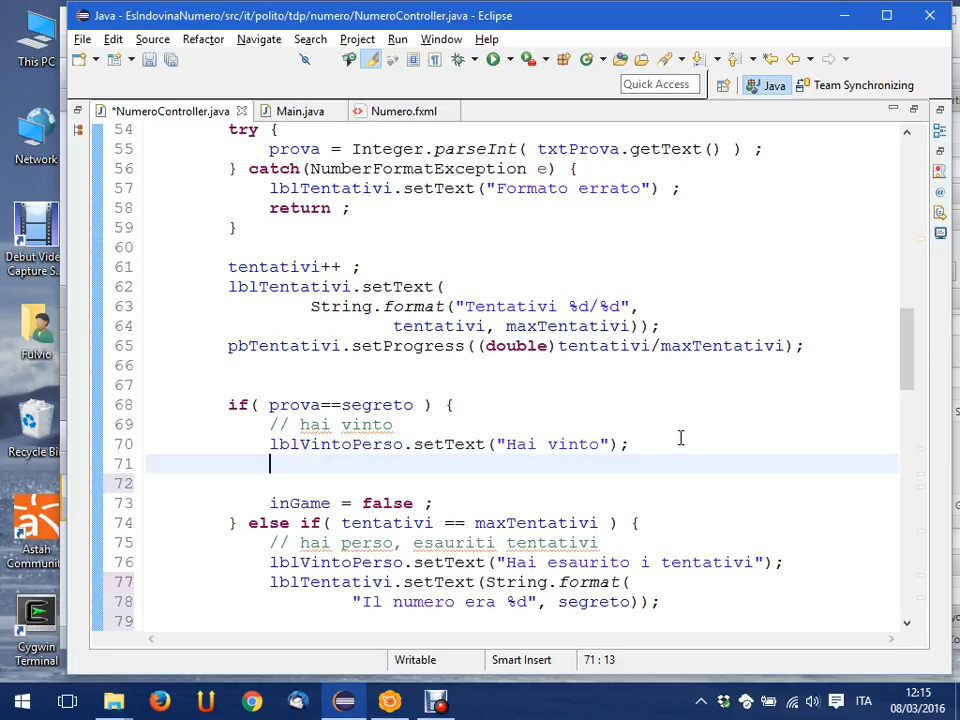 Java - EsIndovinaNumero/src/it/polito/tdp/numero/NumeroController.java - Eclipse
File Edit Source Refactor Navigate Search Project Run Window Help
Quick Access
Java
Team Synchronizing
*NumeroController.java
Main.java
Numero.fxml
54 try {
55 prova = Integer.parseInt( txtProva.getText() ) ;
56 } catch(NumberFormatException e) {
57 lblTentativi.setText("Formato errato") ;
58 return ;
59 }
60
61 tentativi++ ;
62 lblTentativi.setText(
63 String.format("Tentativi %d/%d",
64 tentativi, maxTentativi));
65 pbTentativi.setProgress((double)tentativi/maxTentativi);
66
67
68 if( prova==segreto ) {
69 // hai vinto
70 lblVintoPerso.setText("Hai vinto");
71
72
73 inGame = false ;
74 } else if( tentativi == maxTentativi ) {
75 // hai perso, esauriti tentativi
76 lblVintoPerso.setText("Hai esaurito i tentativi");
77 lblTentativi.setText(String.format(
78 "Il numero era %d", segreto));
79
Writable
Smart Insert
71 : 13
This PC
Network
Debut Video
Capture S...
Fulvio
Recycle Bi
Astah
Communit
Cygwin
Terminal
ITA
12:15
08/03/2016